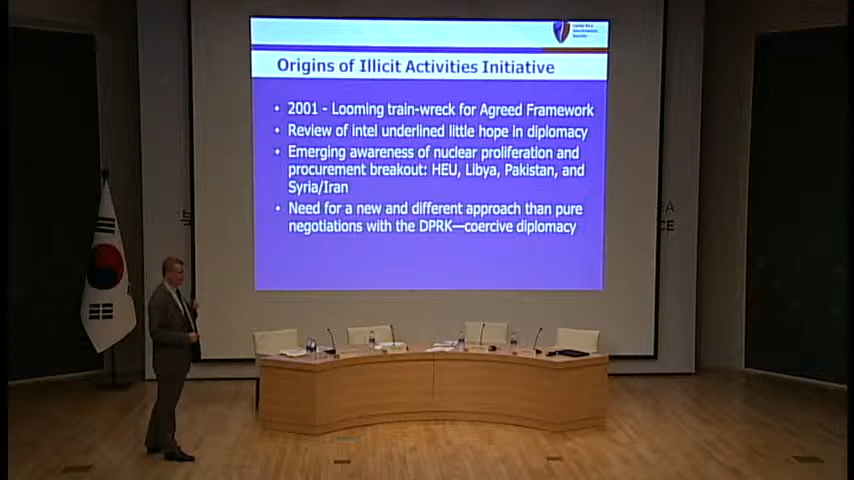 Origins of Illicit Activities Initiative
• 2001 - Looming train-wreck for Agreed Framework
• Review of intel underlined little hope in diplomacy
• Emerging awareness of nuclear proliferation and
procurement breakout: HEU, Libya, Pakistan, and
Syria/Iran
• Need for a new and different approach than pure
negotiations with the DPRK—coercive diplomacy